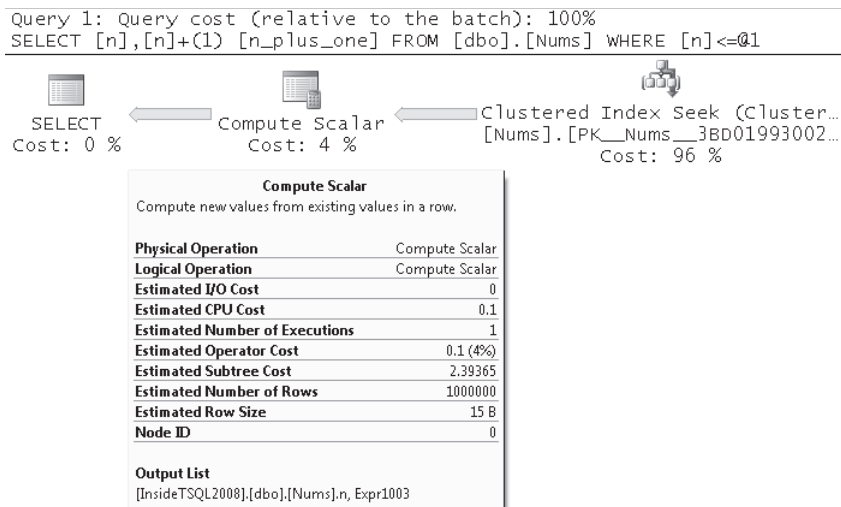 Query 1: Query cost (relative to the batch): 100%
SELECT [n],[n]+(1) [n_plus_one] FROM [dbo].[Nums] WHERE [n]<=@1
SELECT
Cost: 0 %
Compute Scalar
Cost: 4 %
Clustered Index Seek (Cluster…
[Nums].[PK__Nums__3BD01993002…
Cost: 96 %
Compute Scalar
Compute new values from existing values in a row.
Physical Operation Compute Scalar
Logical Operation Compute Scalar
Estimated I/O Cost 0
Estimated CPU Cost 0.1
Estimated Number of Executions 1
Estimated Operator Cost 0.1 (4%)
Estimated Subtree Cost 2.39365
Estimated Number of Rows 1000000
Estimated Row Size 15 B
Node ID 0
Output List
[InsideTSQL2008].[dbo].[Nums].n, Expr1003